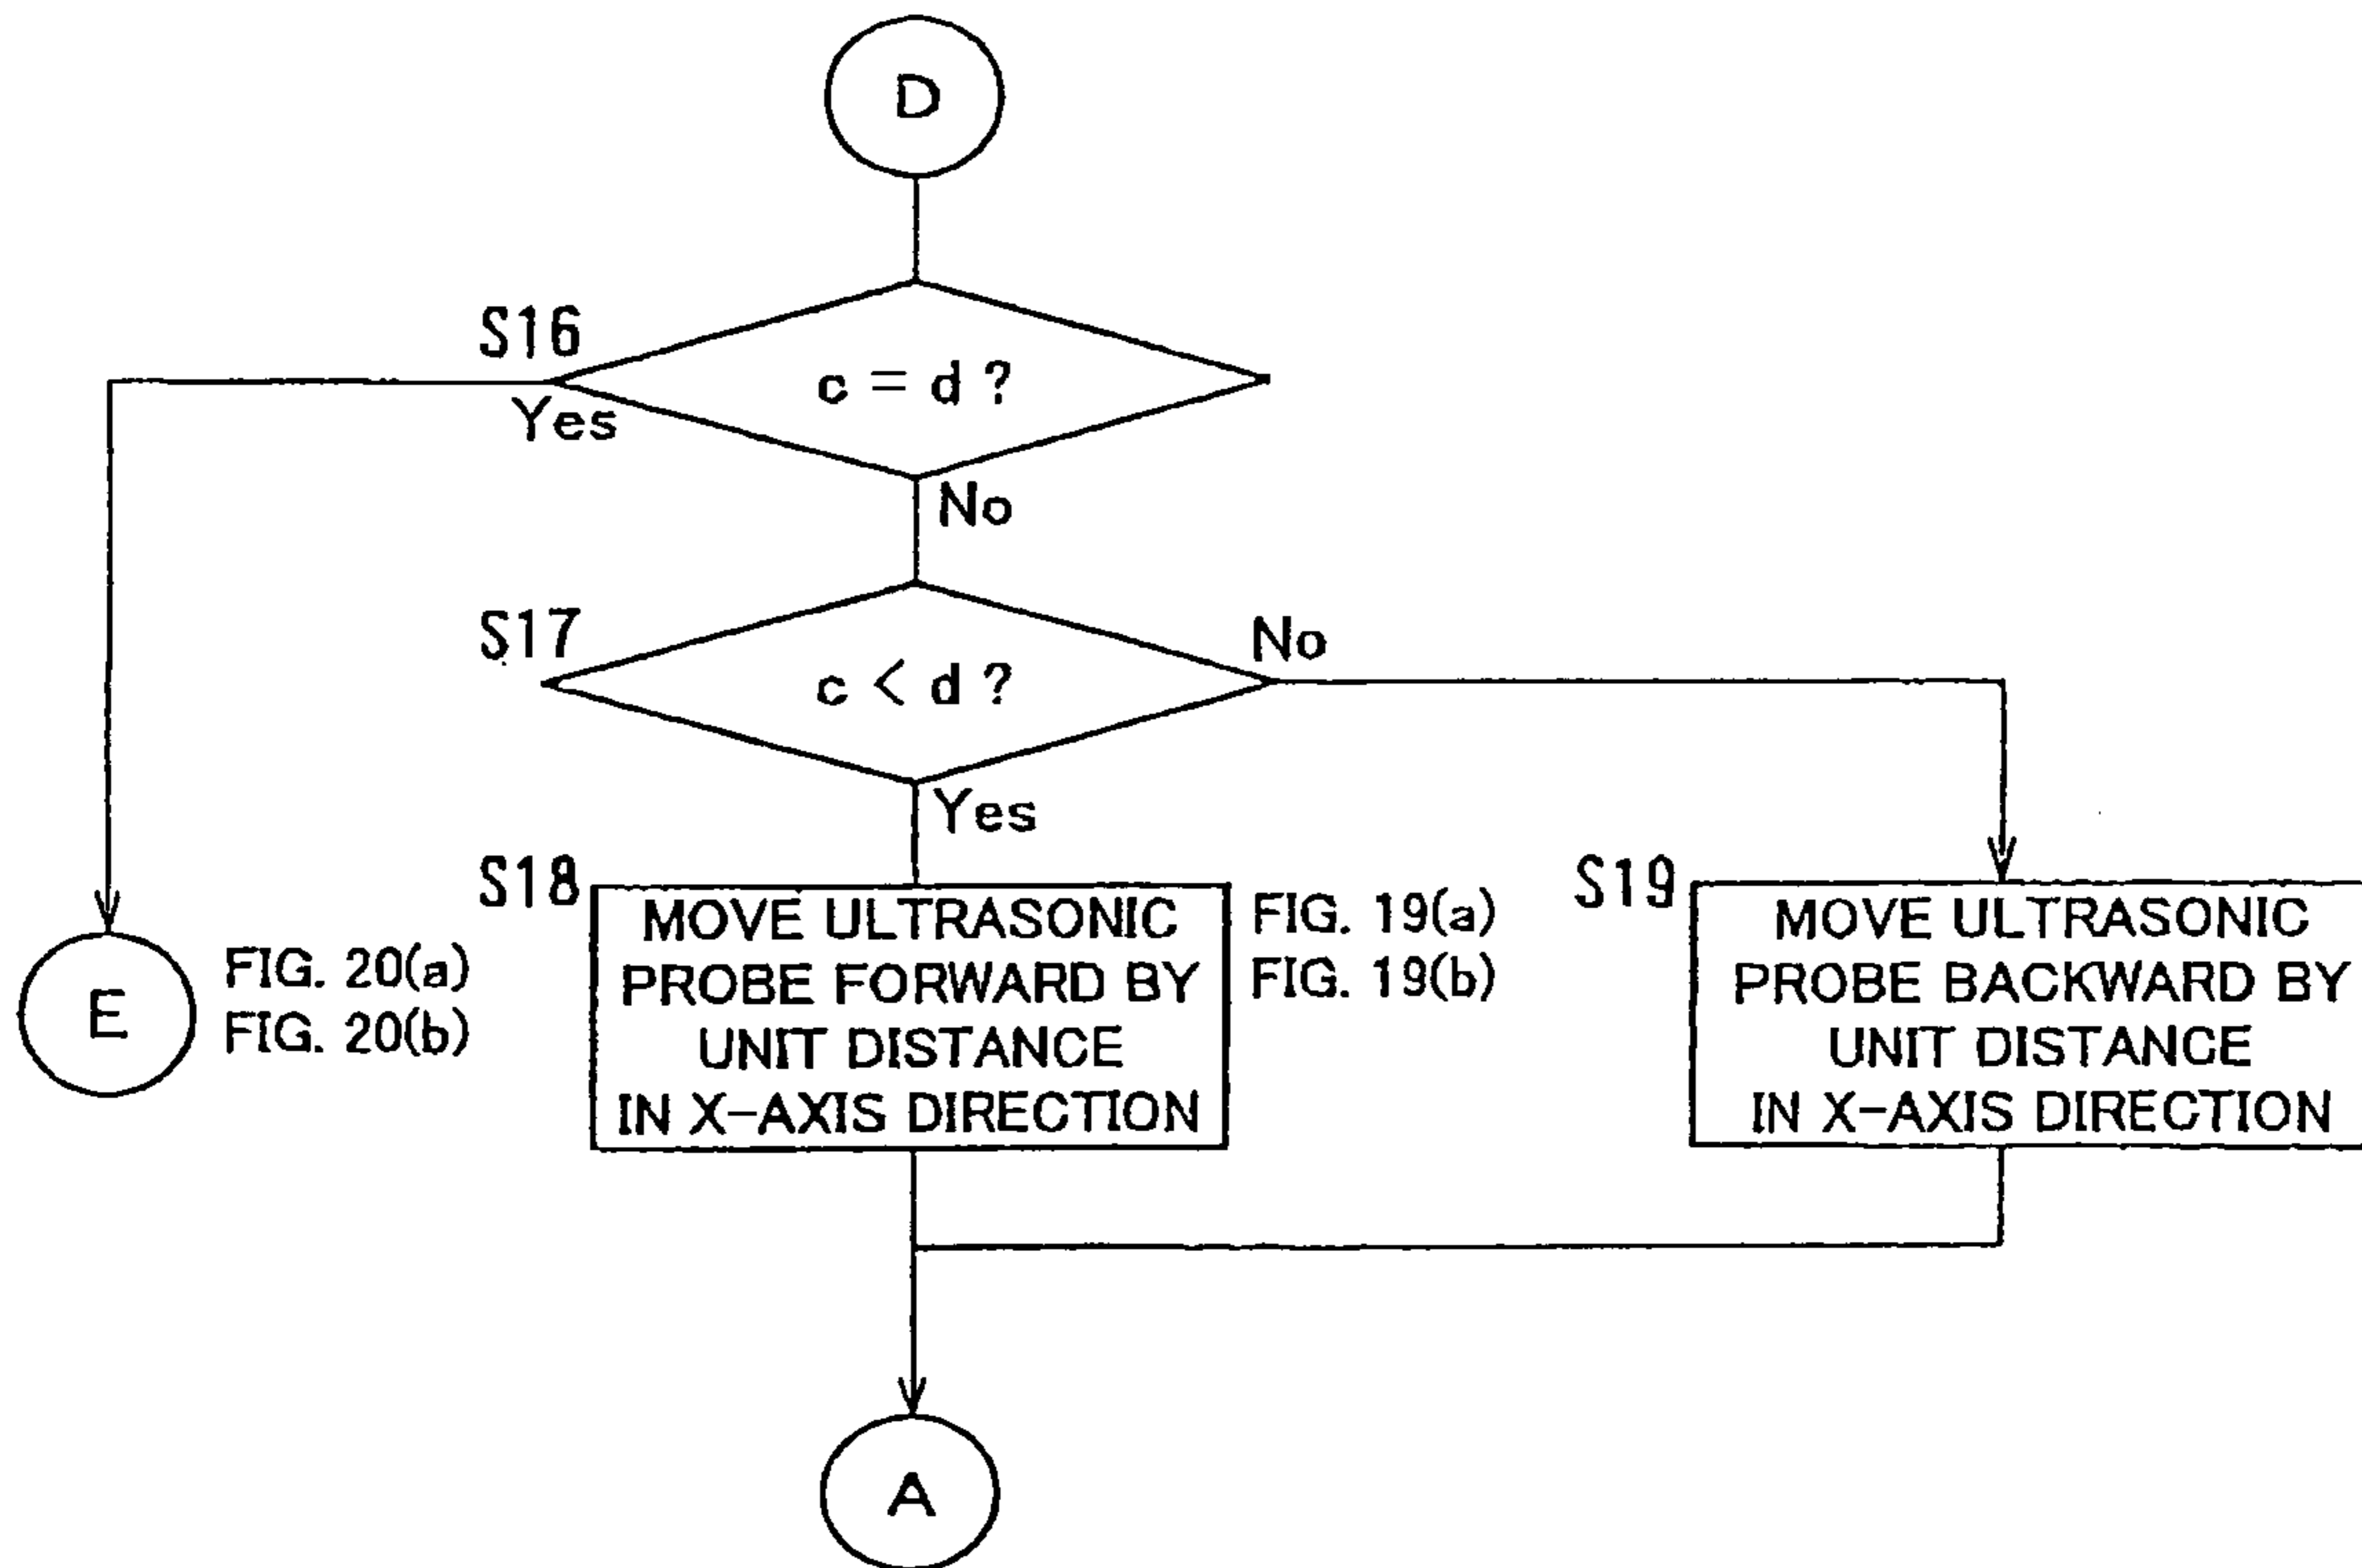 D
S16
c = d ?
Yes
No
S17
c < d ?
No
Yes
S18
MOVE ULTRASONIC
PROBE FORWARD BY
UNIT DISTANCE
IN X-AXIS DIRECTION
FIG. 19(a)
FIG. 19(b)
S19
MOVE ULTRASONIC
PROBE BACKWARD BY
UNIT DISTANCE
IN X-AXIS DIRECTION
E
FIG. 20(a)
FIG. 20(b)
A